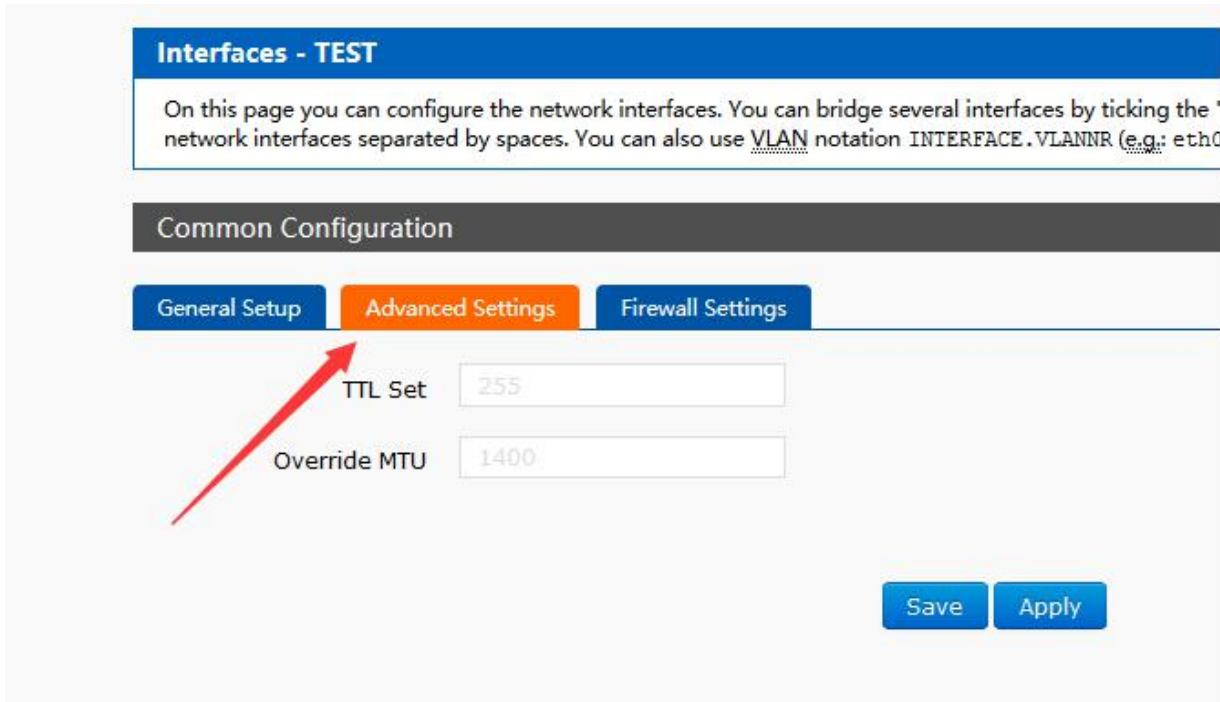 Interfaces - TEST
On this page you can configure the network interfaces. You can bridge several interfaces by ticking the "
network interfaces separated by spaces. You can also use VLAN notation INTERFACE.VLANNR (e.g.: eth0
Common Configuration
General Setup Advanced Settings Firewall Settings
TTL Set 255
Override MTU 1400
Save Apply